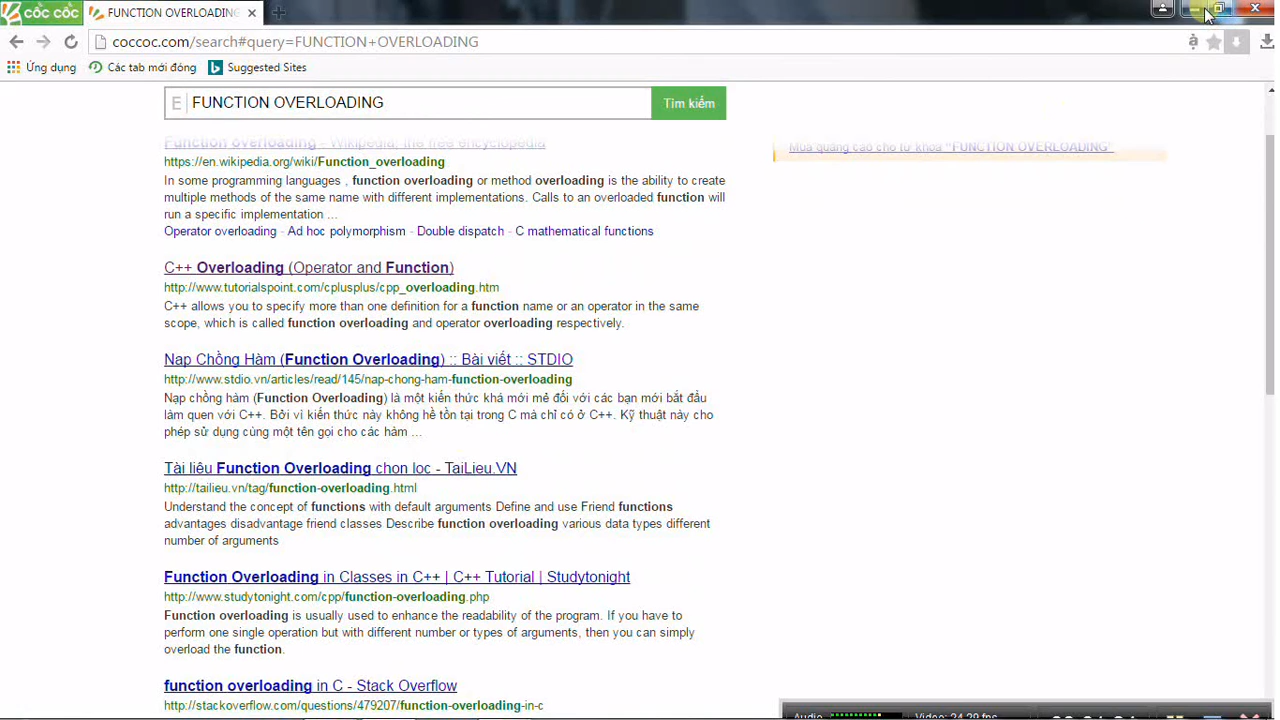 cốc cốc
FUNCTION OVERLOADING
coccoc.com/search#query=FUNCTION+OVERLOADING
Ứng dụng Các tab mới đóng Suggested Sites
E FUNCTION OVERLOADING Tìm kiếm
Function overloading - Wikipedia, the free encyclopedia
https://en.wikipedia.org/wiki/Function_overloading
In some programming languages , function overloading or method overloading is the ability to create
multiple methods of the same name with different implementations. Calls to an overloaded function will
run a specific implementation ...
Operator overloading - Ad hoc polymorphism - Double dispatch - C mathematical functions
Mua quảng cáo cho từ khóa "FUNCTION OVERLOADING"
C++ Overloading (Operator and Function)
http://www.tutorialspoint.com/cplusplus/cpp_overloading.htm
C++ allows you to specify more than one definition for a function name or an operator in the same
scope, which is called function overloading and operator overloading respectively.
Nạp Chồng Hàm (Function Overloading) :: Bài viết :: STDIO
http://www.stdio.vn/articles/read/145/nap-chong-ham-function-overloading
Nạp chồng hàm (Function Overloading) là một kiến thức khá mới mẻ đối với các bạn mới bắt đầu
làm quen với C++. Bởi vì kiến thức này không hề tồn tại trong C mà chỉ có ở C++. Kỹ thuật này cho
phép sử dụng cùng một tên gọi cho các hàm ...
Tài liệu Function Overloading chọn lọc - TaiLieu.VN
http://tailieu.vn/tag/function-overloading.html
Understand the concept of functions with default arguments Define and use Friend functions
advantages disadvantage friend classes Describe function overloading various data types different
number of arguments
Function Overloading in Classes in C++ | C++ Tutorial | Studytonight
http://www.studytonight.com/cpp/function-overloading.php
Function overloading is usually used to enhance the readability of the program. If you have to
perform one single operation but with different number or types of arguments, then you can simply
overload the function.
function overloading in C - Stack Overflow
http://stackoverflow.com/questions/479207/function-overloading-in-c
Audio Video: 24.29 fps